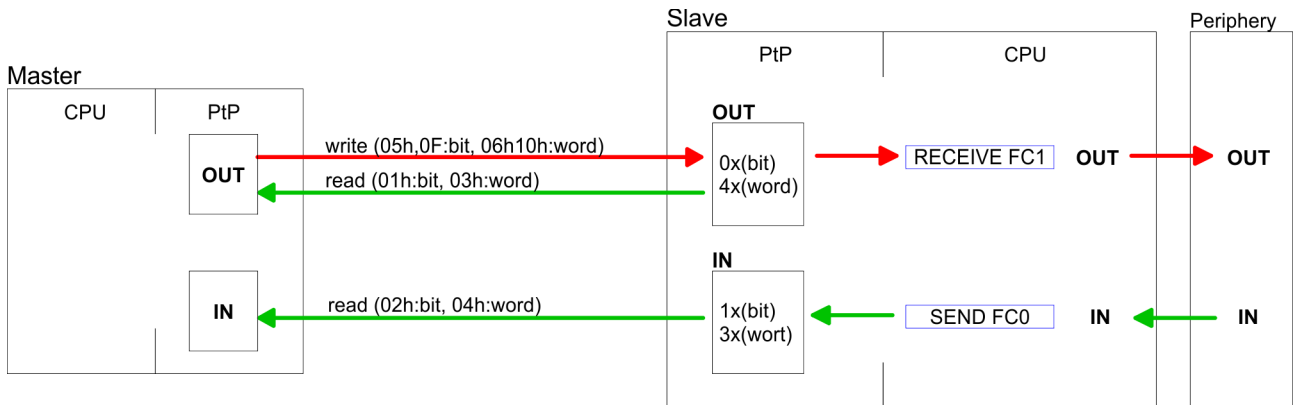 Slave
Periphery
PtP
CPU
Master
CPU
PtP
OUT
write (05h,0F:bit, 06h10h:word)
OUT
read (01h:bit, 03h:word)
0x(bit)
4x(word)
RECEIVE FC1
OUT
OUT
IN
IN
read (02h:bit, 04h:word)
1x(bit)
3x(wort)
SEND FC0
IN
IN